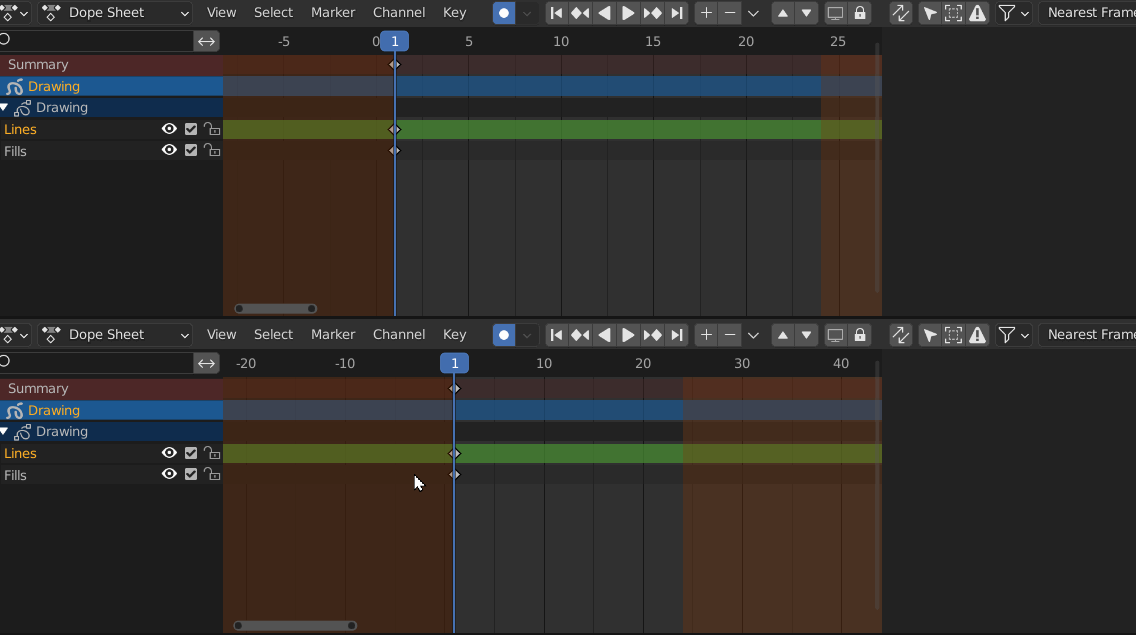 Dope Sheet View Select Marker Channel Key Nearest Frame
-5 0 1 5 10 15 20 25
Summary
Drawing
Drawing
Lines
Fills
Dope Sheet View Select Marker Channel Key Nearest Frame
-20 -10 1 10 20 30 40
Summary
Drawing
Drawing
Lines
Fills